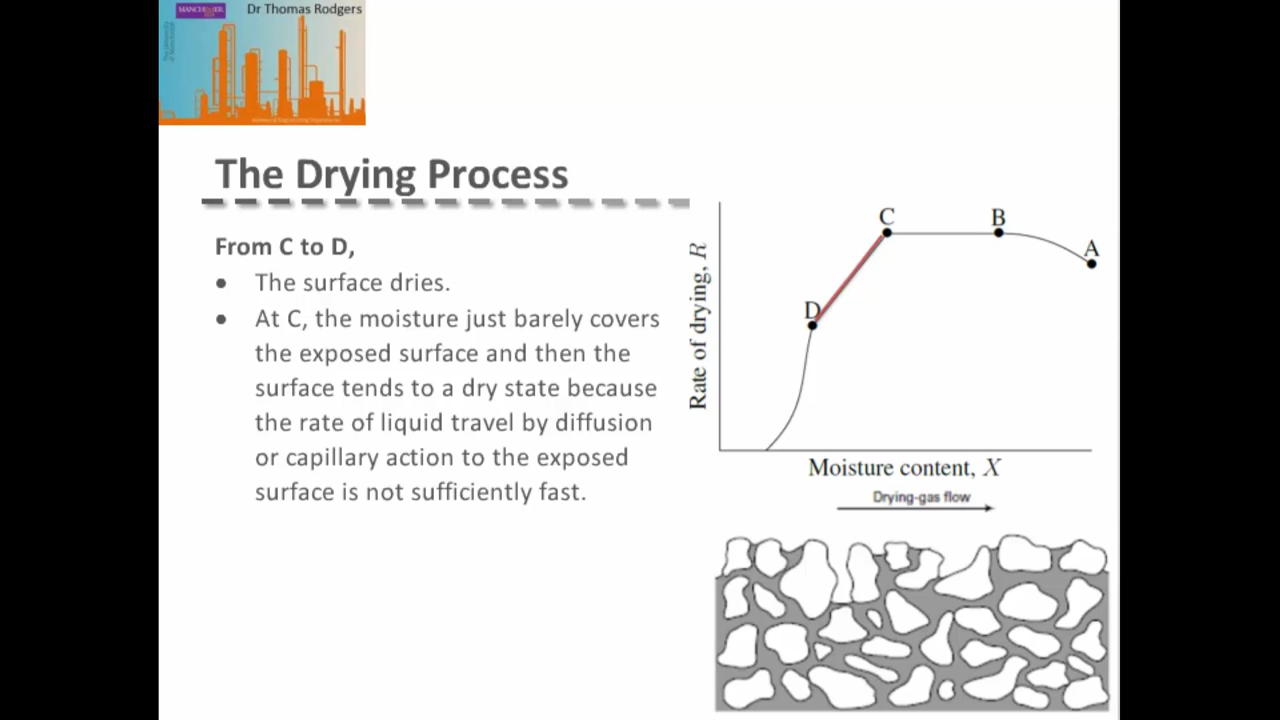 Dr Thomas Rodgers
The Drying Process
From C to D,
• The surface dries.
• At C, the moisture just barely covers
the exposed surface and then the
surface tends to a dry state because
the rate of liquid travel by diffusion
or capillary action to the exposed
surface is not sufficiently fast.
C
B
A
D
Rate of drying, R
Moisture content, X
Drying-gas flow